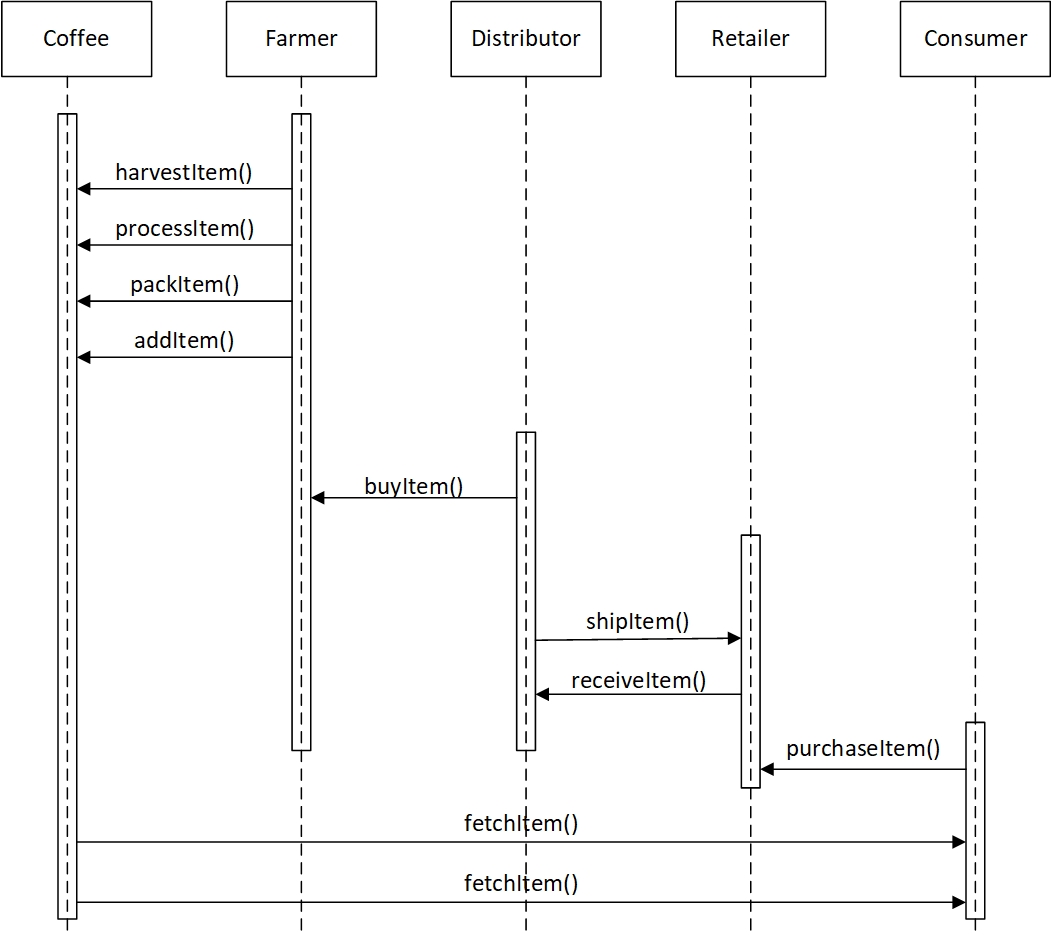 Coffee
Farmer
Distributor
Retailer
Consumer
harvestItem()
processItem()
packItem()
addItem()
buyItem()
shipItem()
receiveItem()
purchaseItem()
fetchItem()
fetchItem()